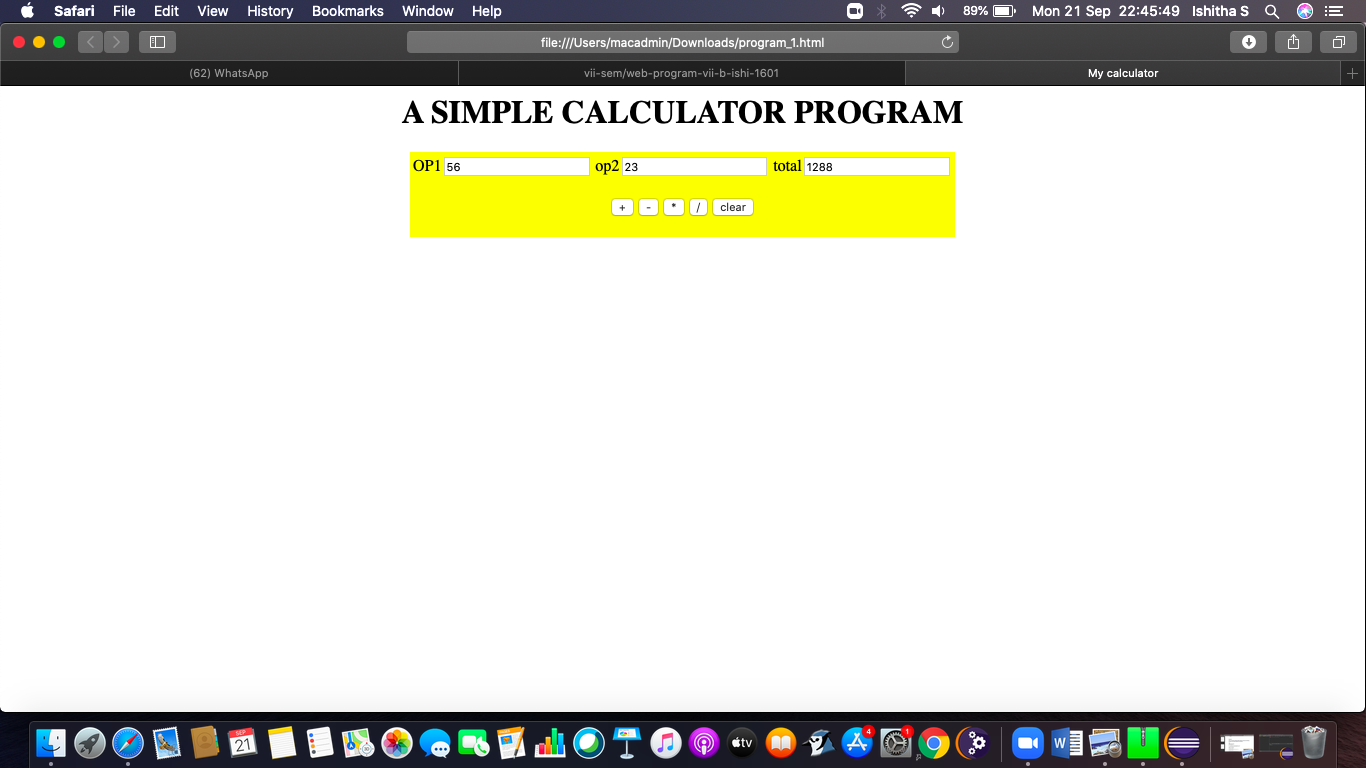 Safari File Edit View History Bookmarks Window Help 89% Mon 21 Sep 22:45:49 Ishitha S
file:///Users/macadmin/Downloads/program_1.html
(62) WhatsApp vii-sem/web-program-vii-b-ishi-1601 My calculator
A SIMPLE CALCULATOR PROGRAM
OP1 56 op2 23 total 1288
+ - * / clear
SEP 21 tv 4 1 W